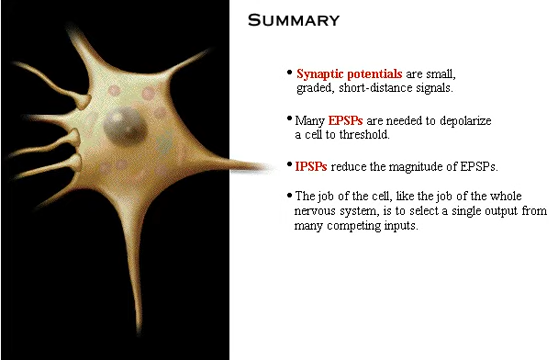 SUMMARY
• Synaptic potentials are small,
graded, short-distance signals.
• Many EPSPs are needed to depolarize
a cell to threshold.
• IPSPs reduce the magnitude of EPSPs.
• The job of the cell, like the job of the whole
nervous system, is to select a single output from
many competing inputs.